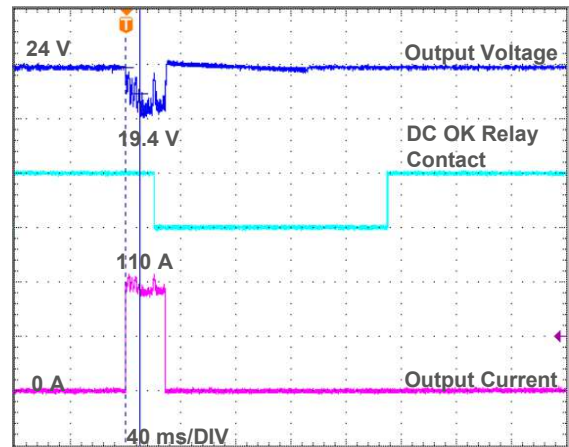 T
24 V
Output Voltage
19.4 V
DC OK Relay
Contact
110 A
0 A
Output Current
40 ms/DIV